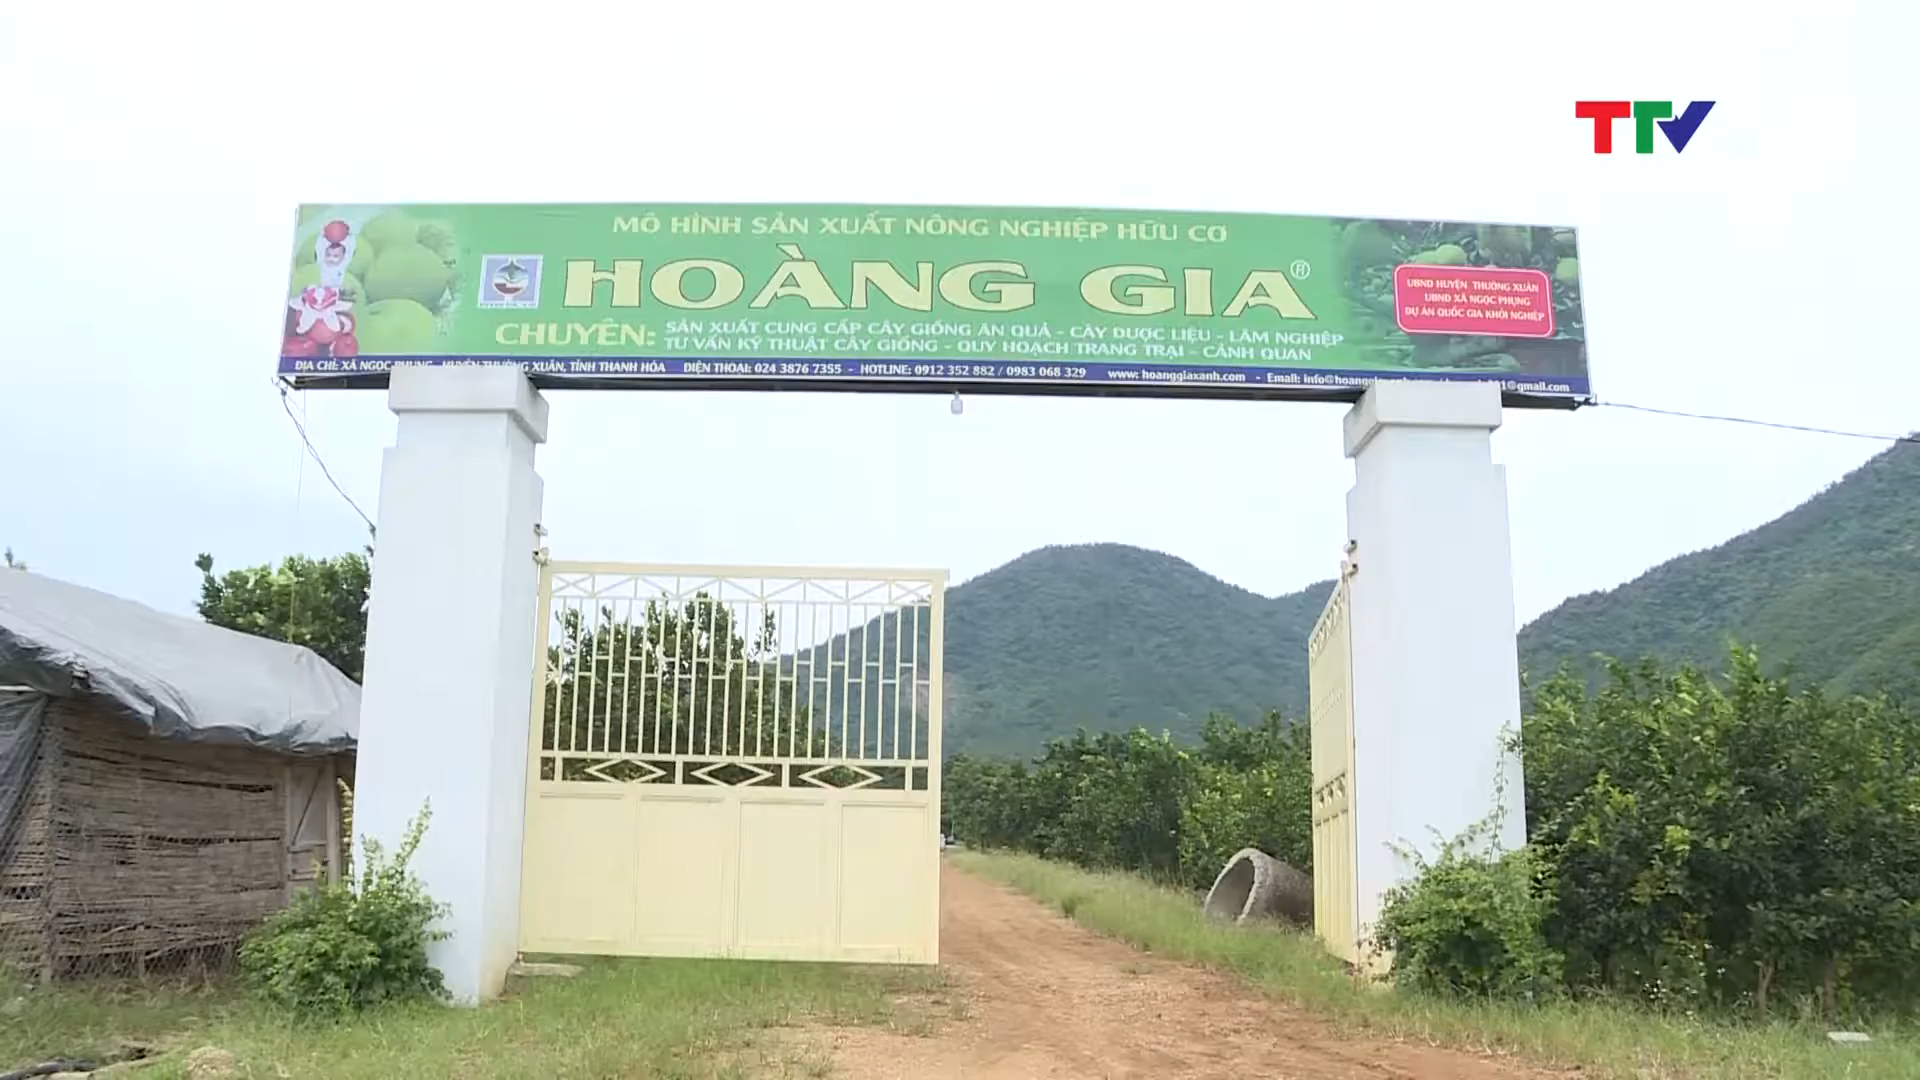 TTV
MÔ HÌNH SẢN XUẤT NÔNG NGHIỆP HỮU CƠ
HOÀNG GIA®
CHUYÊN:
SẢN XUẤT CUNG CẤP CÂY GIỐNG ĂN QUẢ - CÂY DƯỢC LIỆU - LÂM NGHIỆP
TƯ VẤN KỸ THUẬT CÂY GIỐNG - QUY HOẠCH TRANG TRẠI - CẢNH QUAN
UBND HUYỆN THƯỜNG XUÂN
UBND XÃ NGỌC PHỤNG
DỰ ÁN QUỐC GIA KHỞI NGHIỆP
ĐỊA CHỈ: XÃ NGỌC PHỤNG - HUYỆN THƯỜNG XUÂN, TỈNH THANH HÓA ĐIỆN THOẠI: 024 3876 7355 - HOTLINE: 0912 352 882 / 0983 068 329 www: hoanggiaxanh.com - Email: